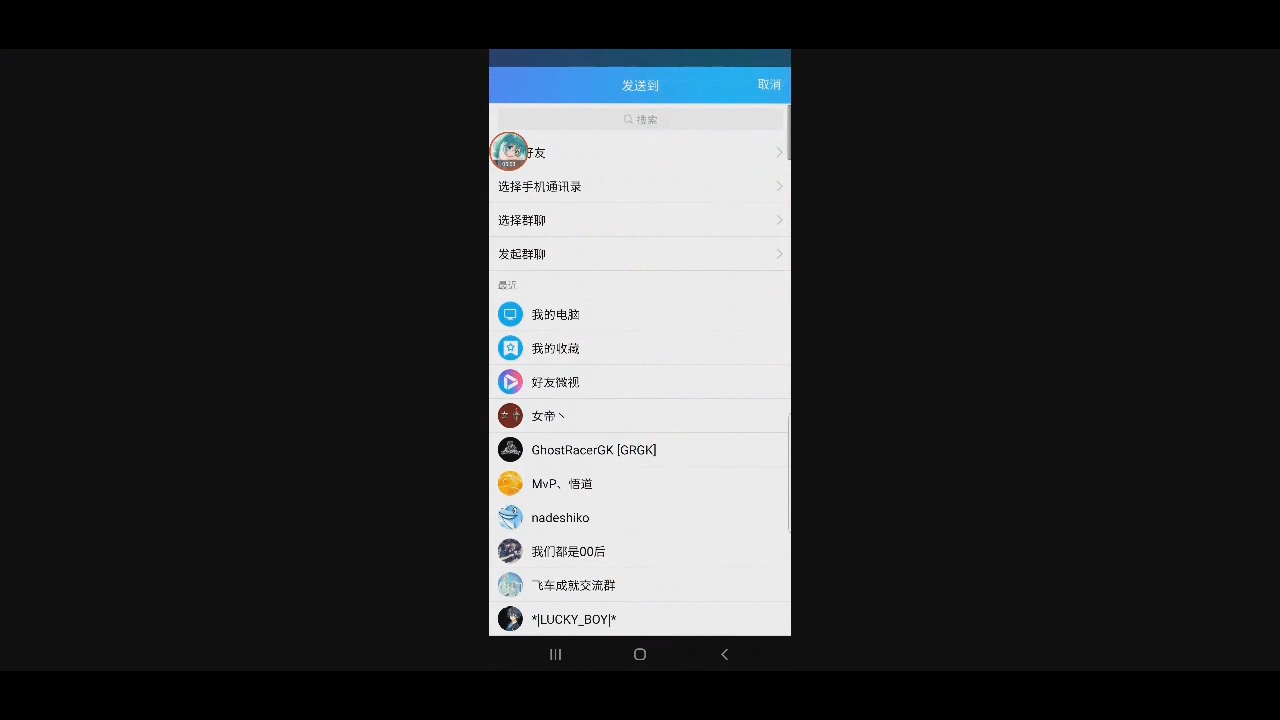 发送到
取消
搜索
好友
选择手机通讯录
选择群聊
发起群聊
最近
我的电脑
我的收藏
好友微视
女帝丶
GhostRacerGK [GRGK]
MvP、悟道
nadeshiko
我们都是00后
飞车成就交流群
*|LUCKY_BOY|*